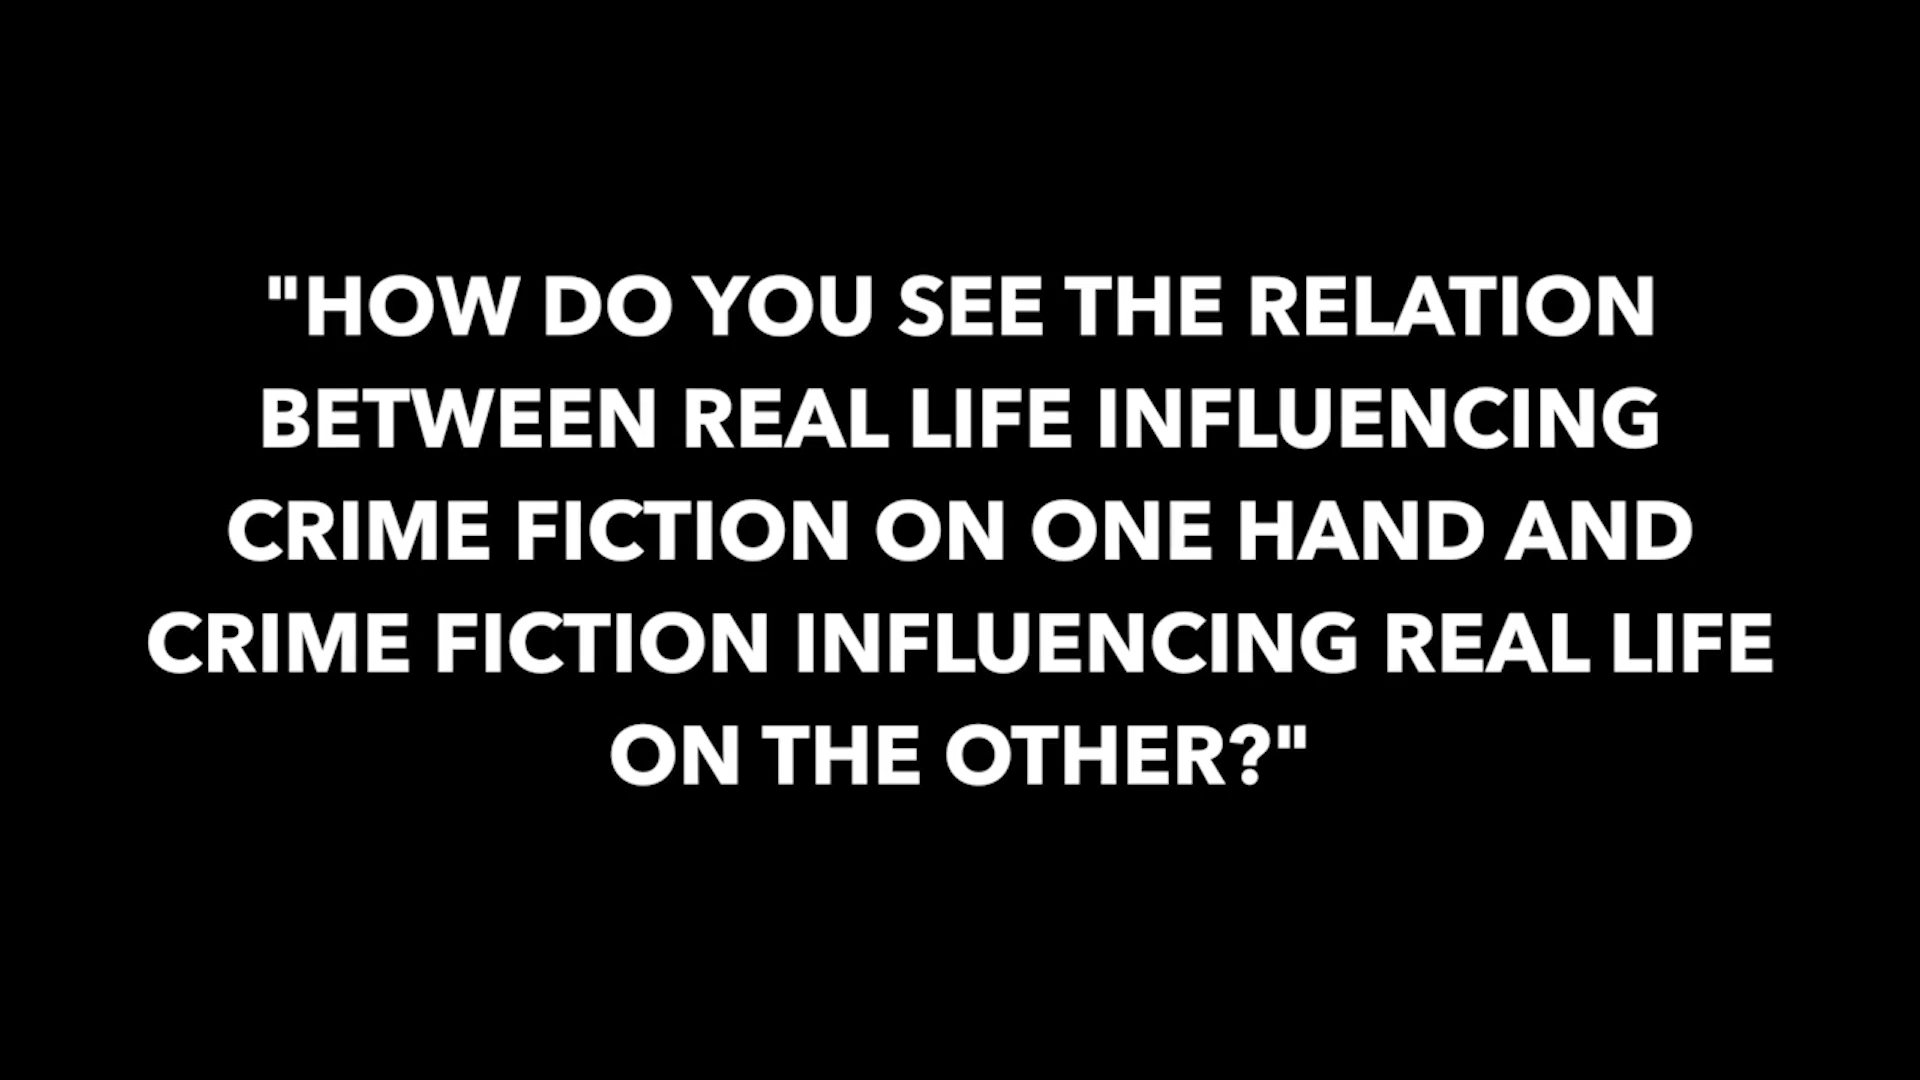 "HOW DO YOU SEE THE RELATION
BETWEEN REAL LIFE INFLUENCING
CRIME FICTION ON ONE HAND AND
CRIME FICTION INFLUENCING REAL LIFE
ON THE OTHER?"